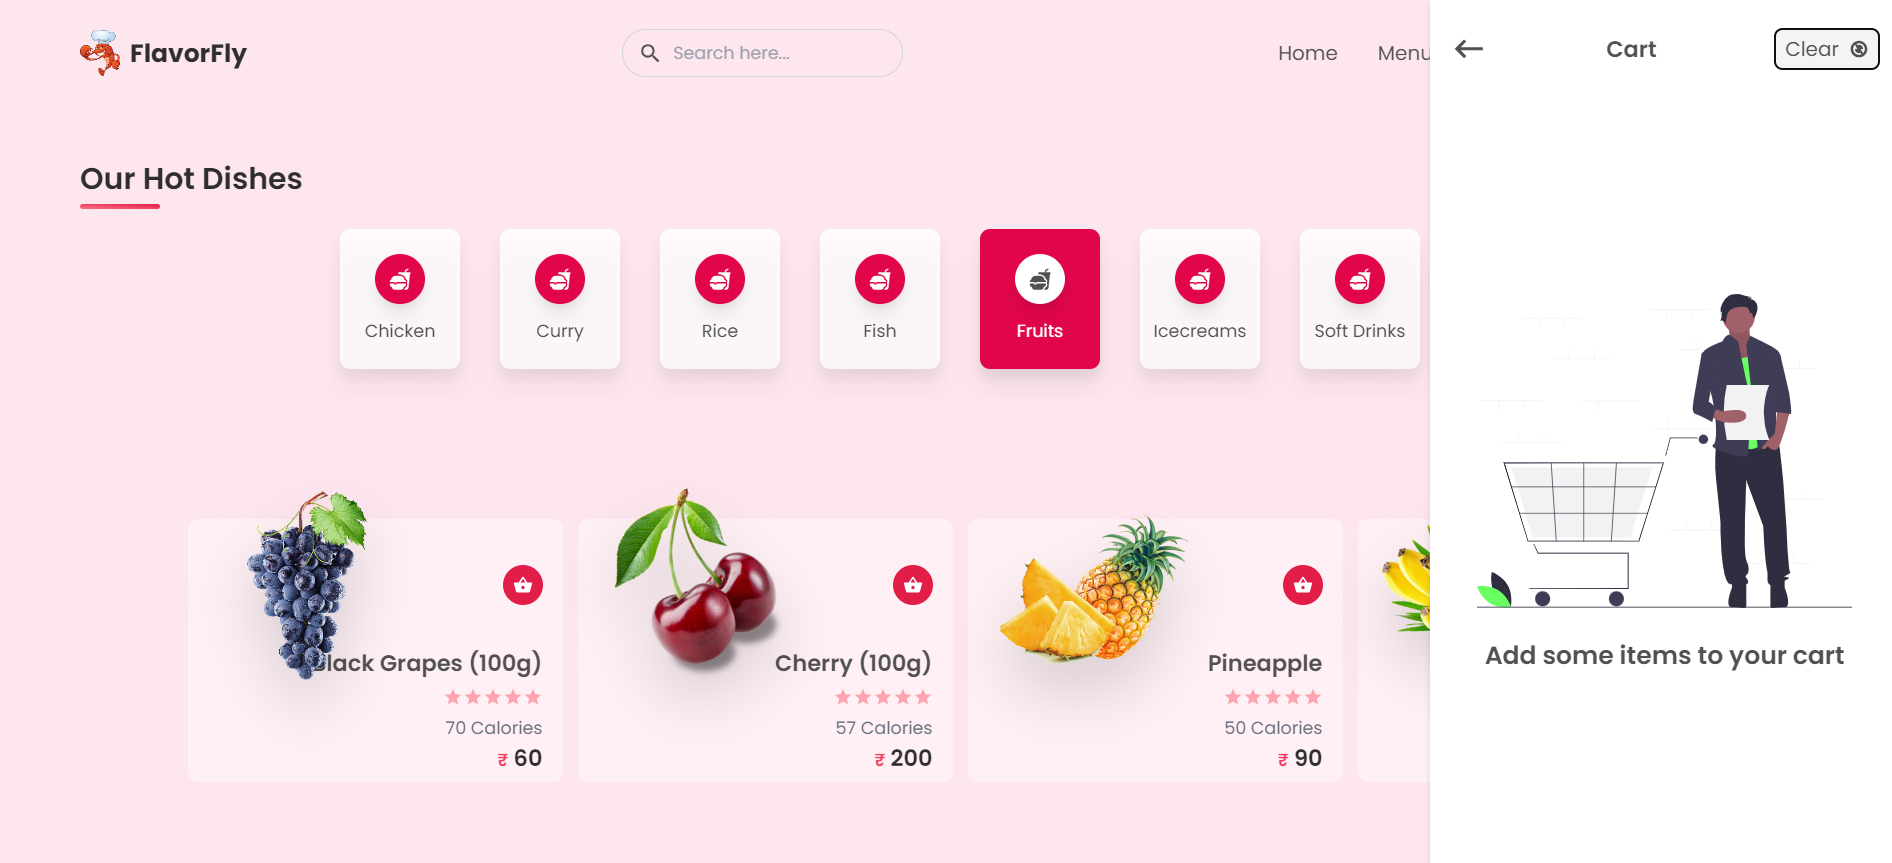 FlavorFly
Search here...
Home
Menu
Cart
Clear
Our Hot Dishes
Chicken
Curry
Rice
Fish
Fruits
Icecreams
Soft Drinks
Black Grapes (100g)
70 Calories
₹ 60
Cherry (100g)
57 Calories
₹ 200
Pineapple
50 Calories
₹ 90
Add some items to your cart